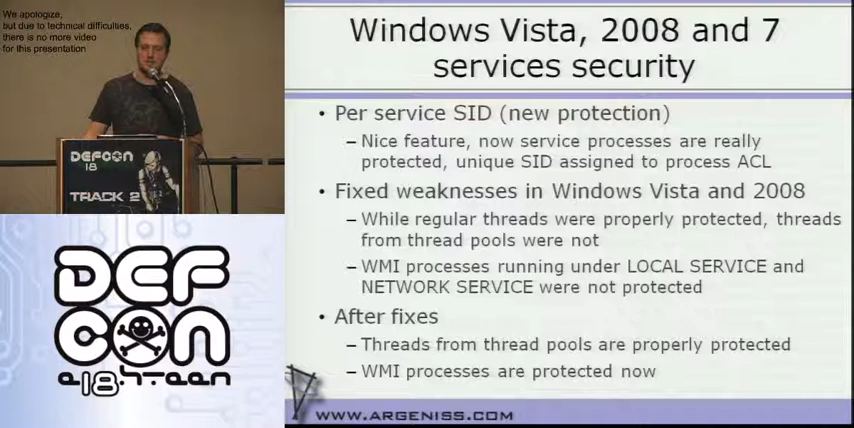 We apologize,
but due to technical difficulties,
there is no more video
for this presentation
DEFCON
18
TRACK 2
DEF
CON
e18hteen
Windows Vista, 2008 and 7
services security
• Per service SID (new protection)
– Nice feature, now service processes are really
protected, unique SID assigned to process ACL
• Fixed weaknesses in Windows Vista and 2008
– While regular threads were properly protected, threads
from thread pools were not
– WMI processes running under LOCAL SERVICE and
NETWORK SERVICE were not protected
• After fixes
– Threads from thread pools are properly protected
– WMI processes are protected now
WWW.ARGENISS.COM